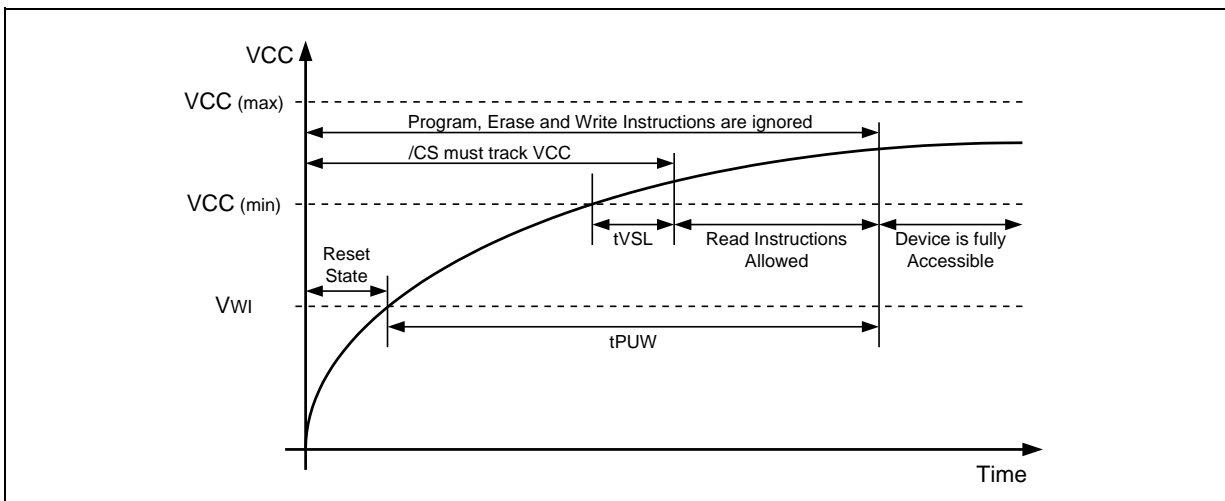 VCC
VCC (max)
Program, Erase and Write Instructions are ignored
/CS must track VCC
VCC (min)
tVSL
Read Instructions
Allowed
Device is fully
Accessible
Reset
State
VWI
tPUW
Time